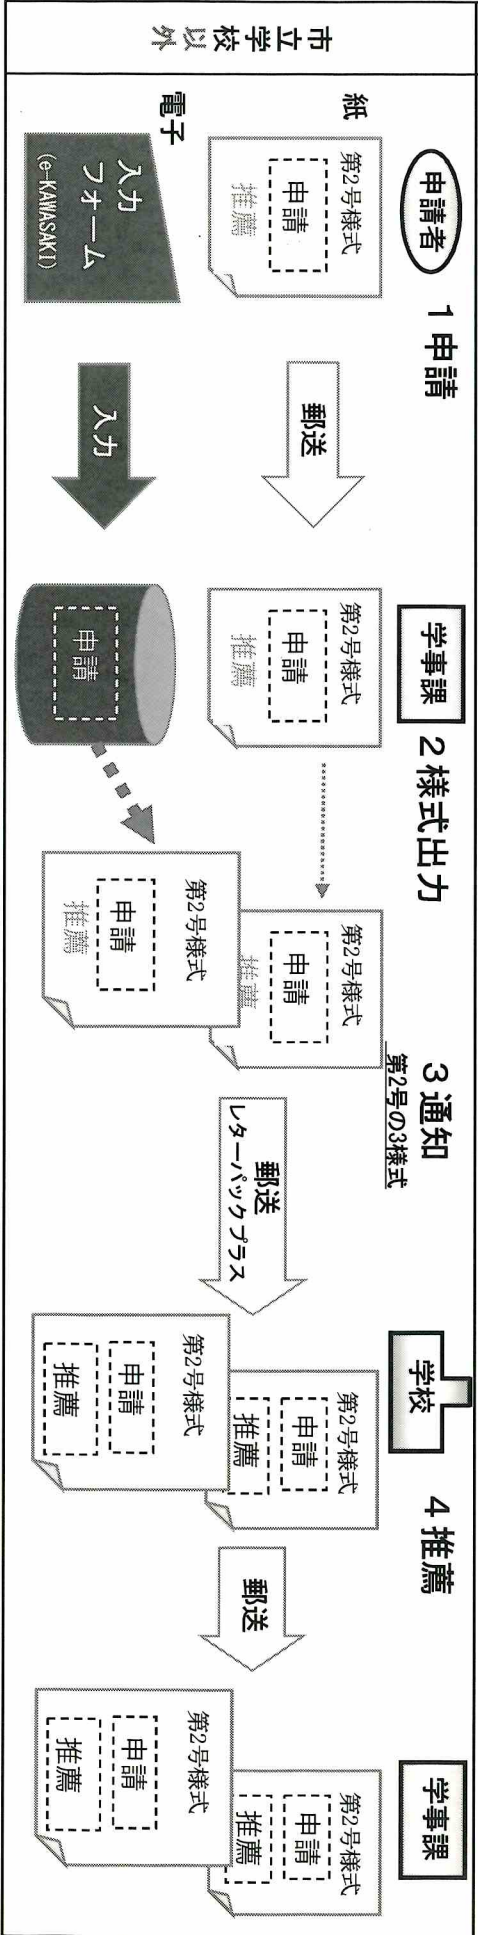 市立学校以外
申請者
1 申請
学事課
2 様式出力
3 通知
第2号の3様式
学校
4 推薦
学事課
紙
第2号様式
申請
推薦
郵送
第2号様式
申請
推薦
第2号様式
申請
推薦
郵送
レターパックプラス
第2号様式
申請
推薦
郵送
第2号様式
申請
推薦
電子
入力
フォーム
(e-KAWASAKI)
入力
申請
第2号様式
申請
推薦
第2号様式
申請
推薦
第2号様式
申請
推薦